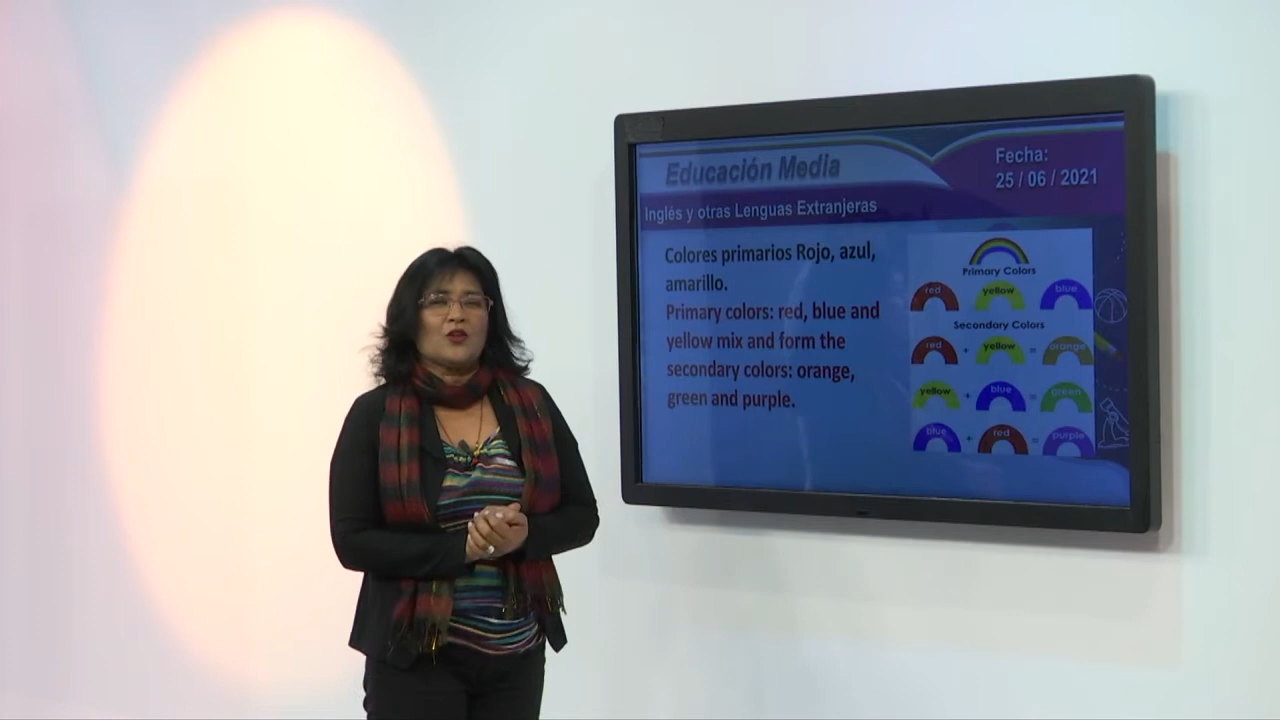 Educación Media
Fecha:
25 / 06 / 2021
Inglés y otras Lenguas Extranjeras
Colores primarios Rojo, azul,
amarillo.
Primary colors: red, blue and
yellow mix and form the
secondary colors: orange,
green and purple.
Primary Colors
red yellow blue
Secondary Colors
red + yellow = orange
yellow + blue = green
blue + red = purple